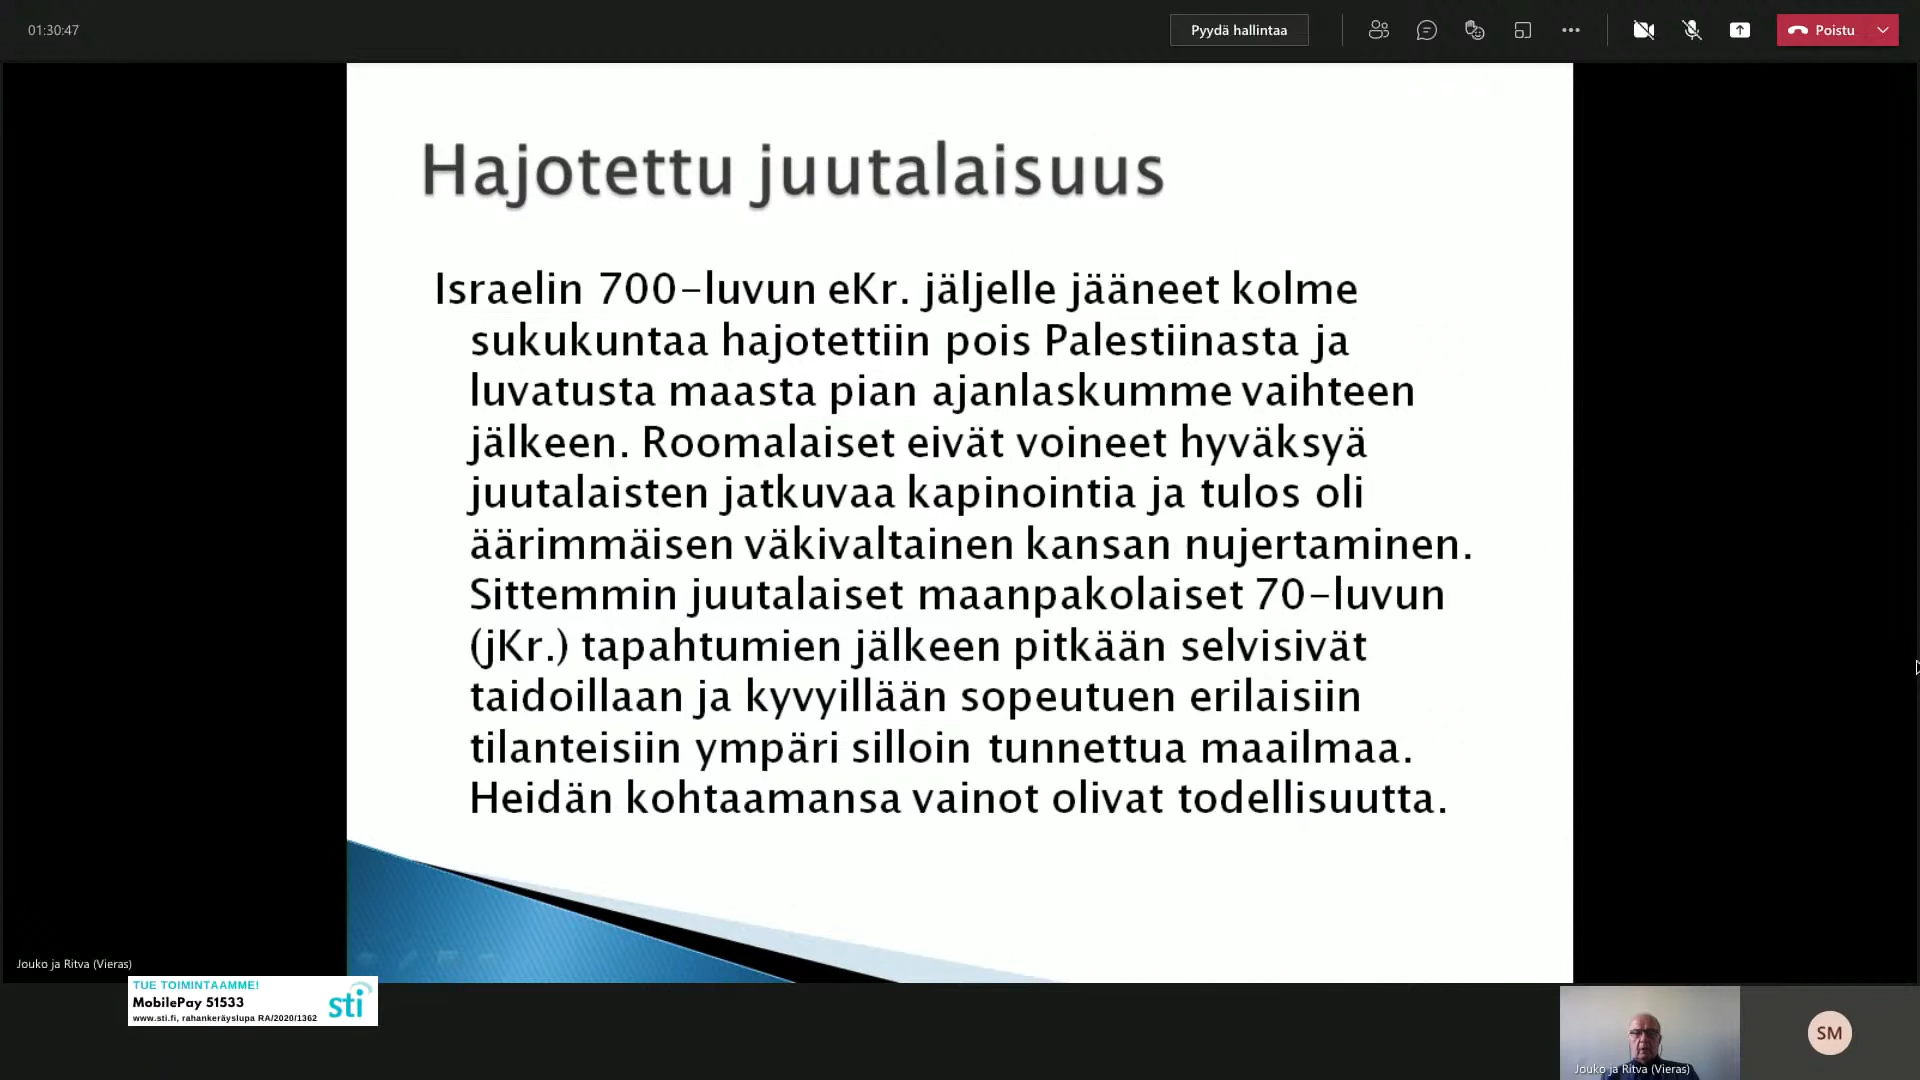 01:30:47
Pyydä hallintaa
Poistu
Hajotettu juutalaisuus
Israelin 700-luvun eKr. jäljelle jääneet kolme
sukukuntaa hajotettiin pois Palestiinasta ja
luvatusta maasta pian ajanlaskumme vaihteen
jälkeen. Roomalaiset eivät voineet hyväksyä
juutalaisten jatkuvaa kapinointia ja tulos oli
äärimmäisen väkivaltainen kansan nujertaminen.
Sittemmin juutalaiset maanpakolaiset 70-luvun
(jKr.) tapahtumien jälkeen pitkään selvisivät
taidoillaan ja kyvyillään sopeutuen erilaisiin
tilanteisiin ympäri silloin tunnettua maailmaa.
Heidän kohtaamansa vainot olivat todellisuutta.
Jouko ja Ritva (Vieras)
TUE TOIMINTAAMME!
MobilePay 51533
www.sti.fi, rahankeräyslupa RA/2020/1362
sti
Jouko ja Ritva (Vieras)
SM